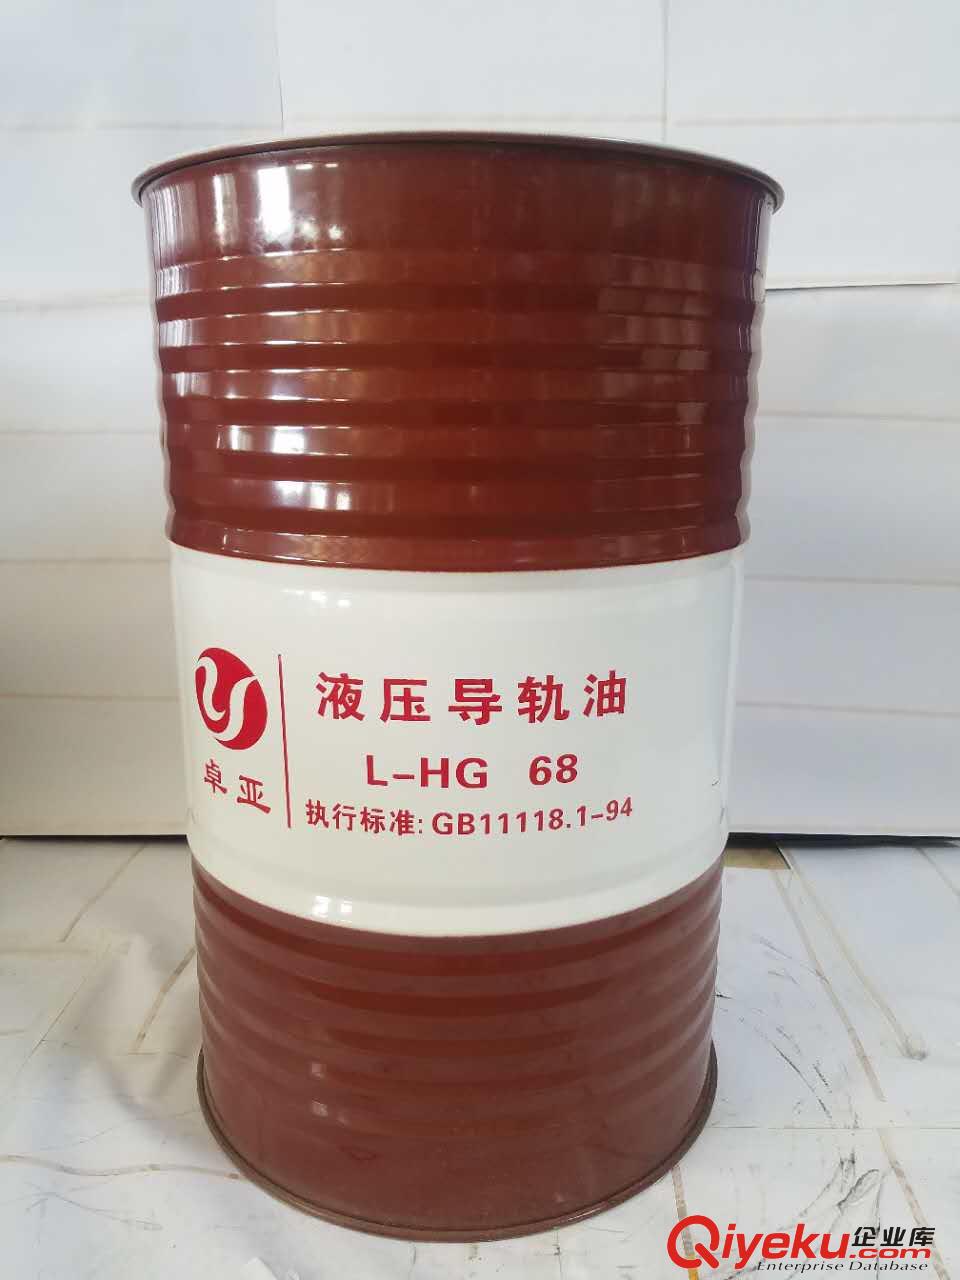 液压导轨油
L-HG 68
执行标准:GB11118.1-94
卓亚
Qiyeku企业库
.com
Enterprise Database